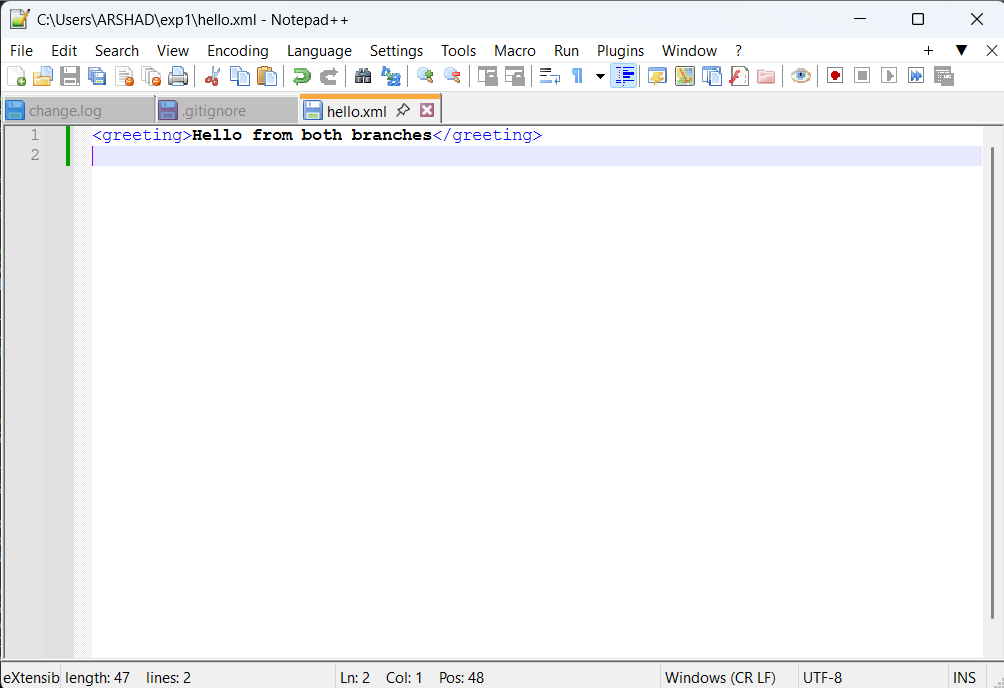 C:\Users\ARSHAD\exp1\hello.xml - Notepad++
File Edit Search View Encoding Language Settings Tools Macro Run Plugins Window ?
change.log .gitignore hello.xml
1 <greeting>Hello from both branches</greeting>
2
eXtensib length: 47 lines: 2 Ln: 2 Col: 1 Pos: 48 Windows (CR LF) UTF-8 INS